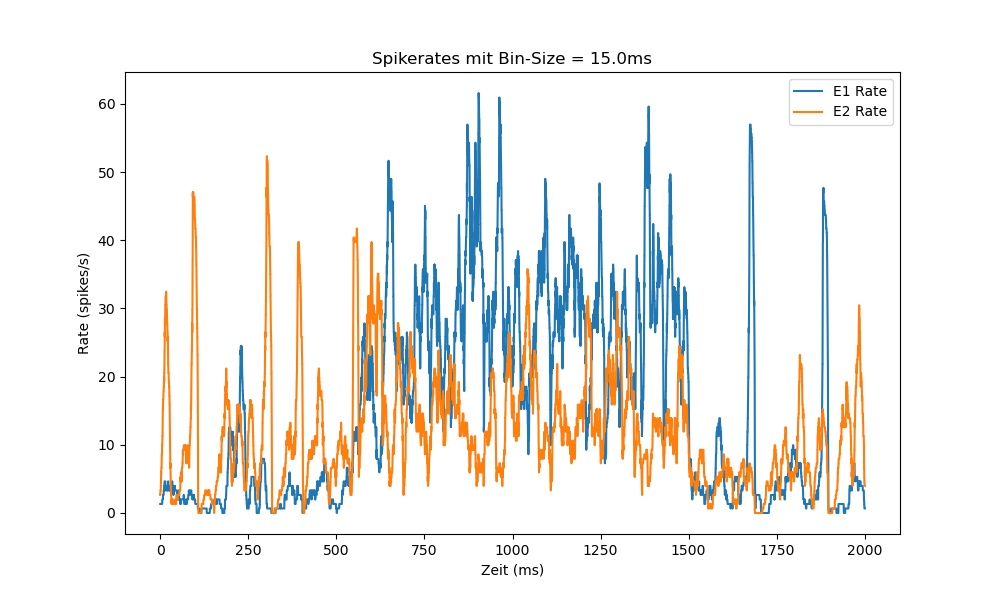 Spikerates mit Bin-Size = 15.0ms
E1 Rate
E2 Rate
60
50
40
30
20
10
0
Rate (spikes/s)
0 250 500 750 1000 1250 1500 1750 2000
Zeit (ms)